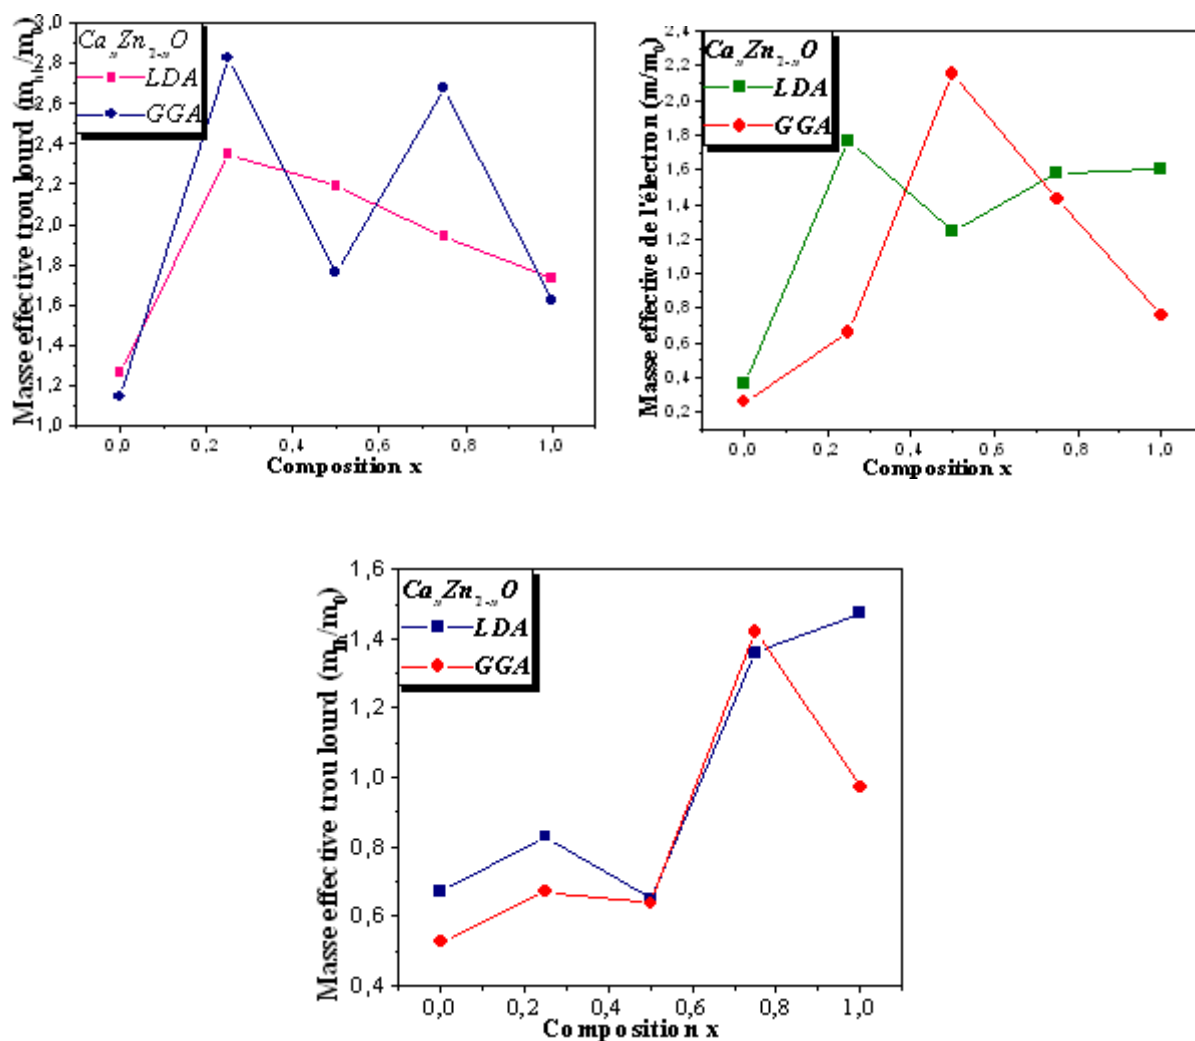 Masse effective trou lourd (m_hh/m_0)
3,0
2,8
2,6
2,4
2,2
2,0
1,8
1,6
1,4
1,2
1,0
Ca_xZn_1-xO
LDA
GGA
0,0 0,2 0,4 0,6 0,8 1,0
Composition x
Masse effective de l'électron (m/m_0)
2,4
2,2
2,0
1,8
1,6
1,4
1,2
1,0
0,8
0,6
0,4
0,2
Ca_xZn_1-xO
LDA
GGA
0,0 0,2 0,4 0,6 0,8 1,0
Composition x
Masse effective trou lourd (m_lh/m_0)
1,6
1,4
1,2
1,0
0,8
0,6
0,4
Ca_xZn_1-xO
LDA
GGA
0,0 0,2 0,4 0,6 0,8 1,0
Composition x